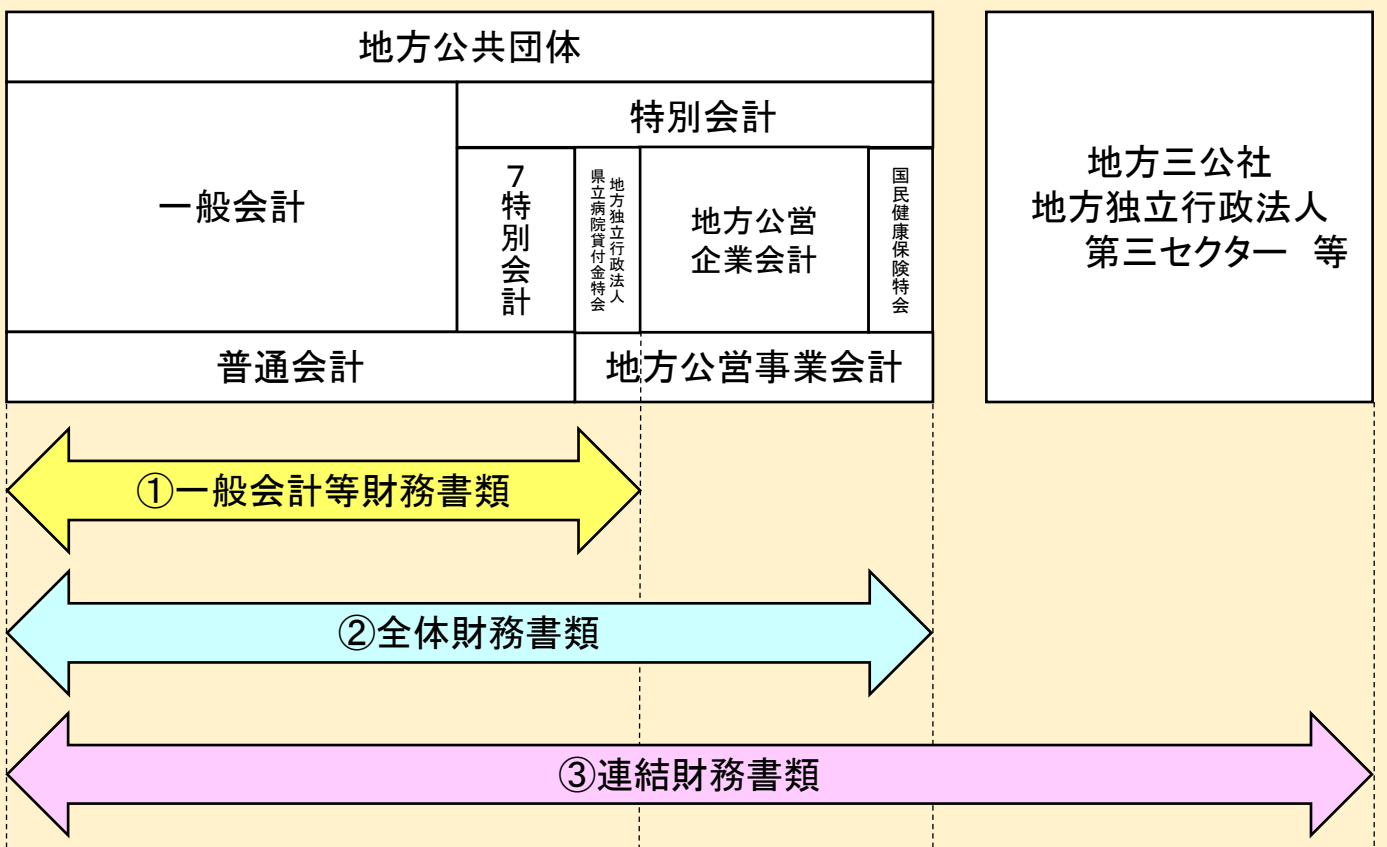 地方公共団体
一般会計
特別会計
7特別会計
地方独立行政法人
県立病院貸付金特会
地方公営
企業会計
国民健康保険特会
普通会計
地方公営事業会計
地方三公社
地方独立行政法人
第三セクター 等
①一般会計等財務書類
②全体財務書類
③連結財務書類